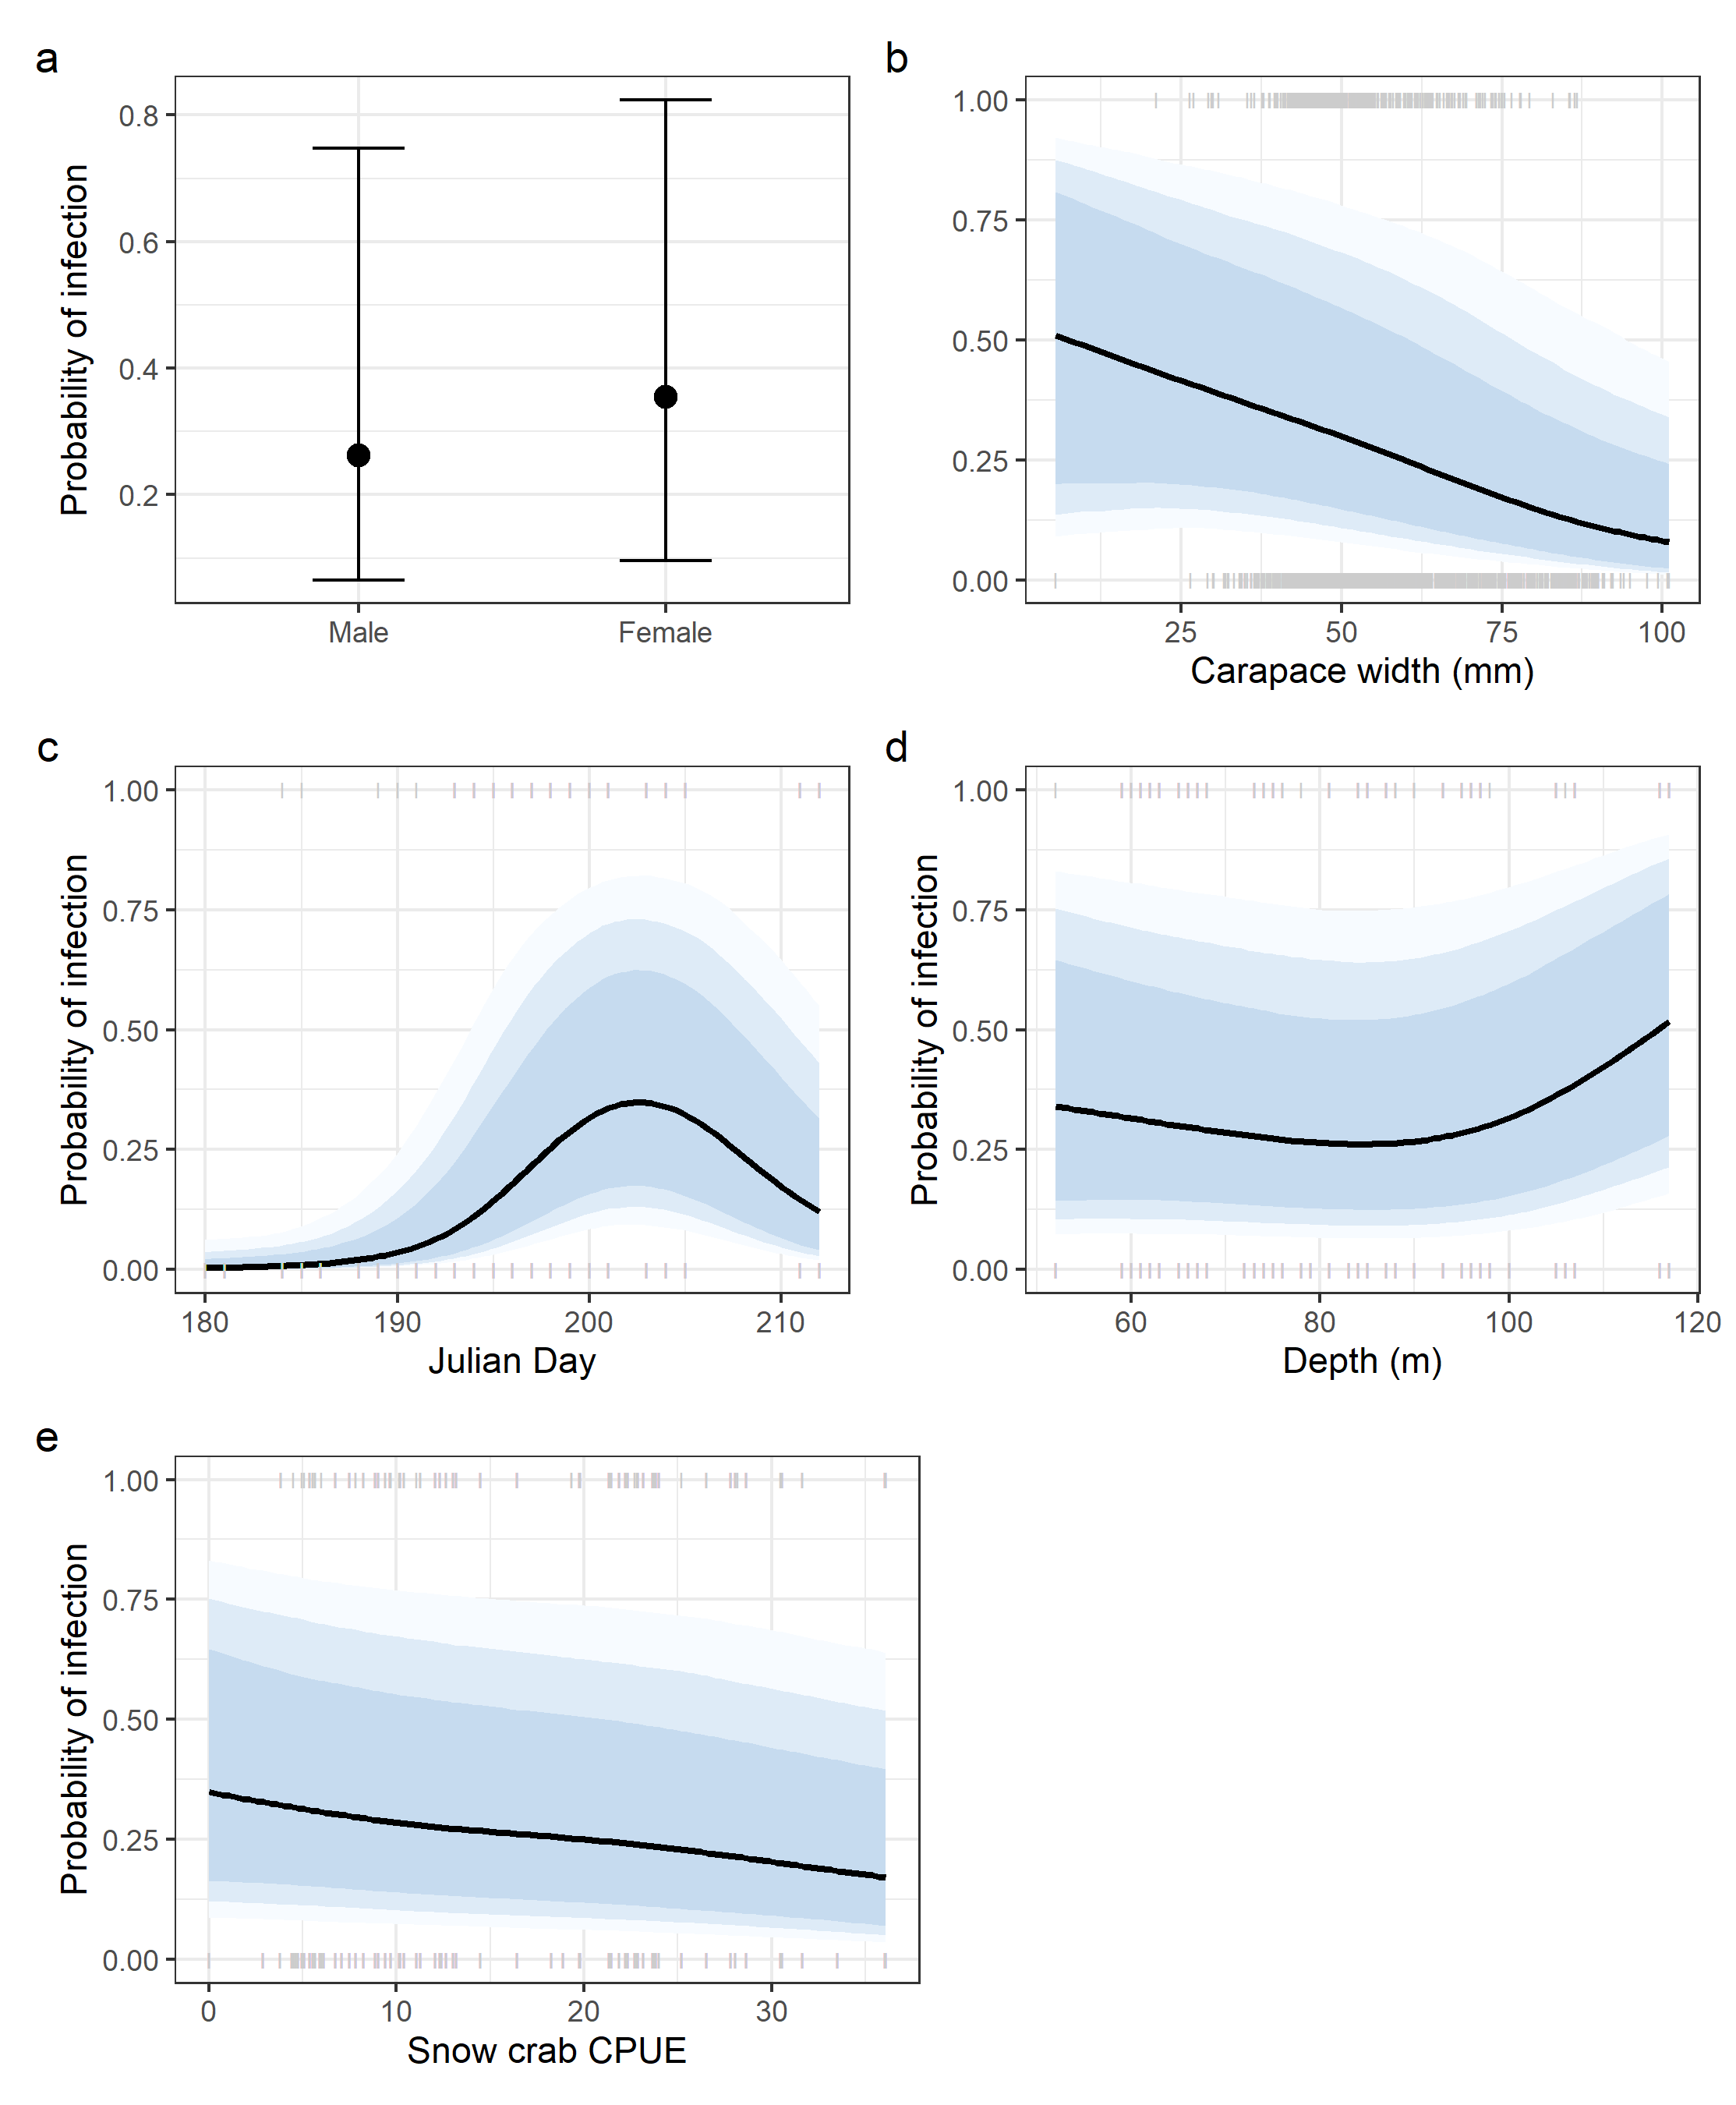 a
Probability of infection
0.8
0.6
0.4
0.2
Male Female
b
Probability of infection
1.00
0.75
0.50
0.25
0.00
25 50 75 100
Carapace width (mm)
c
Probability of infection
1.00
0.75
0.50
0.25
0.00
180 190 200 210
Julian Day
d
Probability of infection
1.00
0.75
0.50
0.25
0.00
60 80 100 120
Depth (m)
e
Probability of infection
1.00
0.75
0.50
0.25
0.00
0 10 20 30
Snow crab CPUE